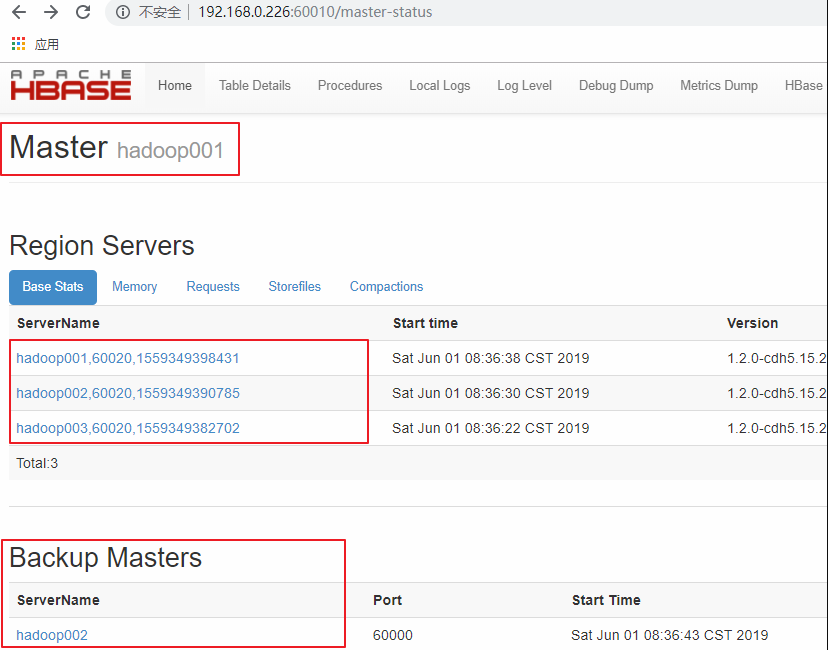 不安全 192.168.0.226:60010/master-status
应用
APACHE HBASE Home Table Details Procedures Local Logs Log Level Debug Dump Metrics Dump HBase
Master hadoop001
Region Servers
Base Stats Memory Requests Storefiles Compactions
ServerName Start time Version
hadoop001,60020,1559349398431 Sat Jun 01 08:36:38 CST 2019 1.2.0-cdh5.15.2
hadoop002,60020,1559349390785 Sat Jun 01 08:36:30 CST 2019 1.2.0-cdh5.15.2
hadoop003,60020,1559349382702 Sat Jun 01 08:36:22 CST 2019 1.2.0-cdh5.15.2
Total:3
Backup Masters
ServerName Port Start Time
hadoop002 60000 Sat Jun 01 08:36:43 CST 2019